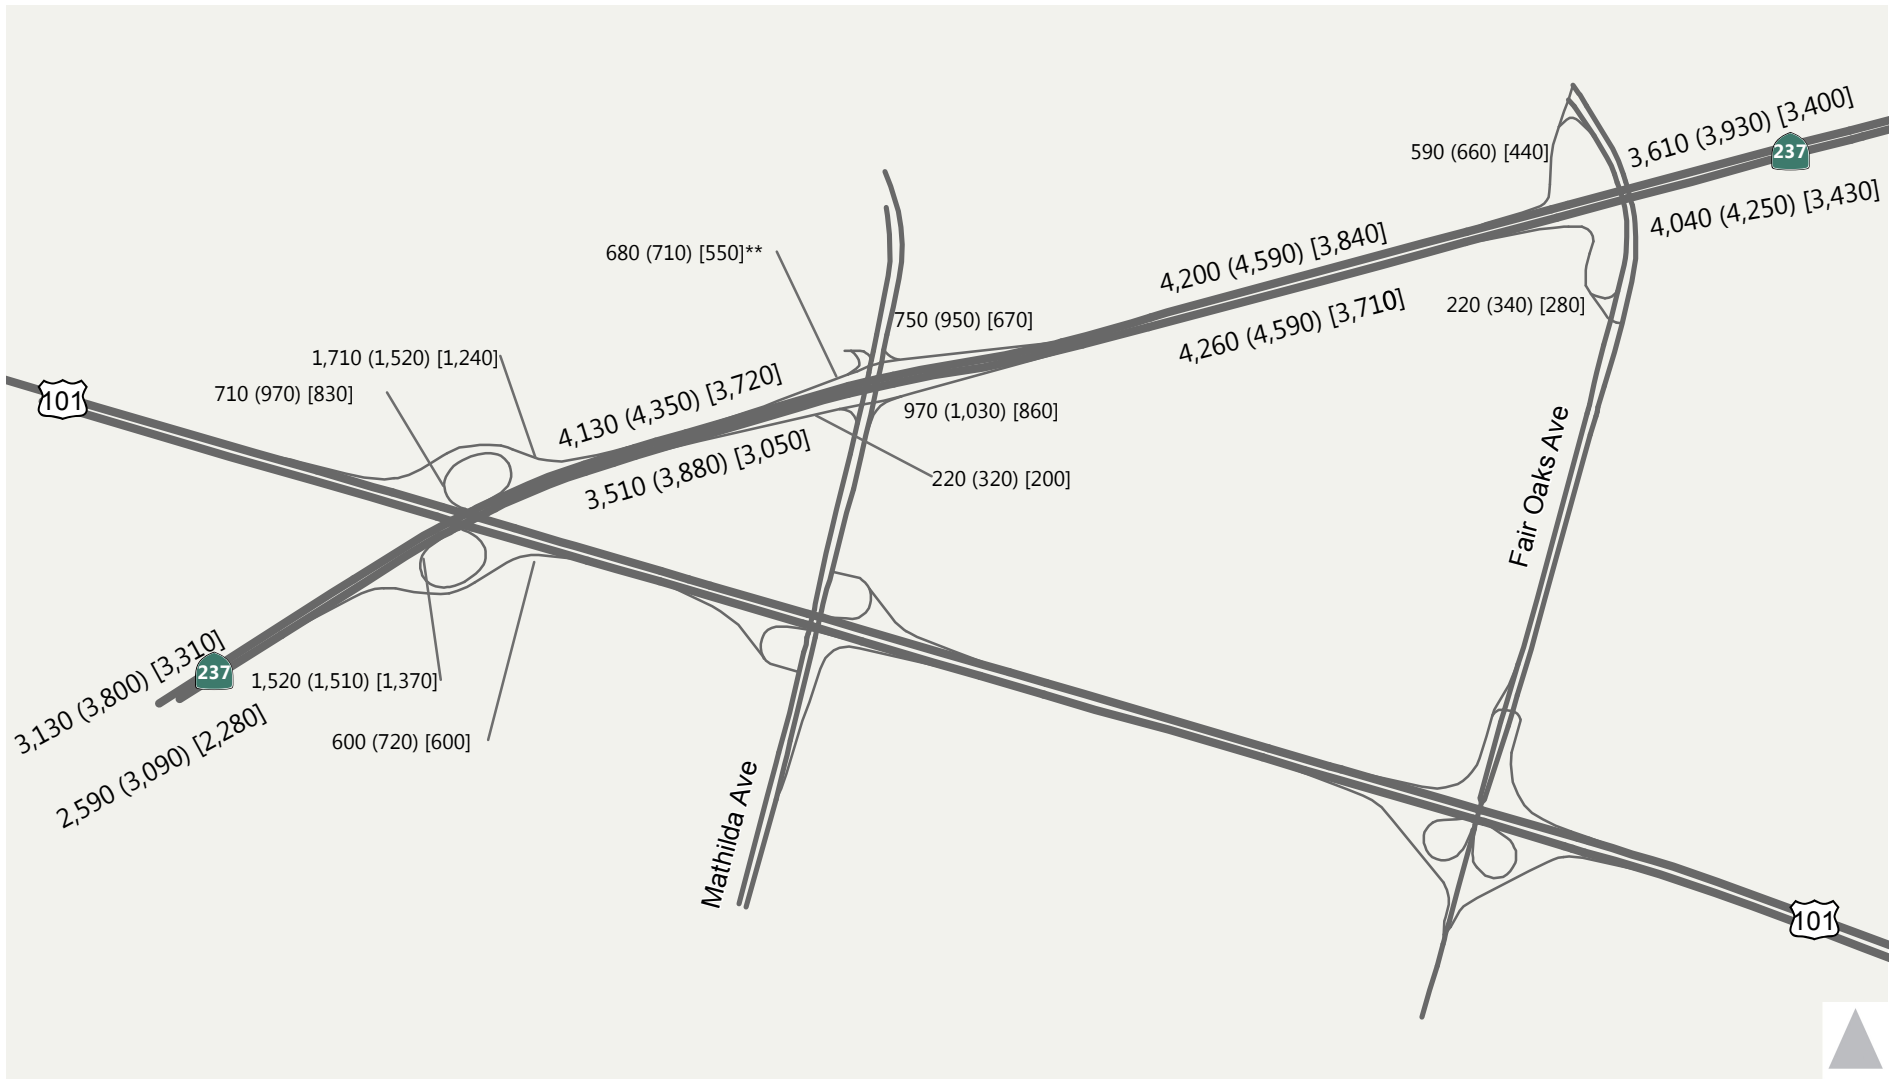 3,610 (3,930) [3,400]
237
590 (660) [440]
4,040 (4,250) [3,430]
680 (710) [550]**
4,200 (4,590) [3,840]
220 (340) [280]
750 (950) [670]
4,260 (4,590) [3,710]
1,710 (1,520) [1,240]
710 (970) [830]
101
4,130 (4,350) [3,720]
970 (1,030) [860]
3,510 (3,880) [3,050]
220 (320) [200]
Fair Oaks Ave
3,130 (3,800) [3,310]
237
1,520 (1,510) [1,370]
2,590 (3,090) [2,280]
600 (720) [600]
Mathilda Ave
101